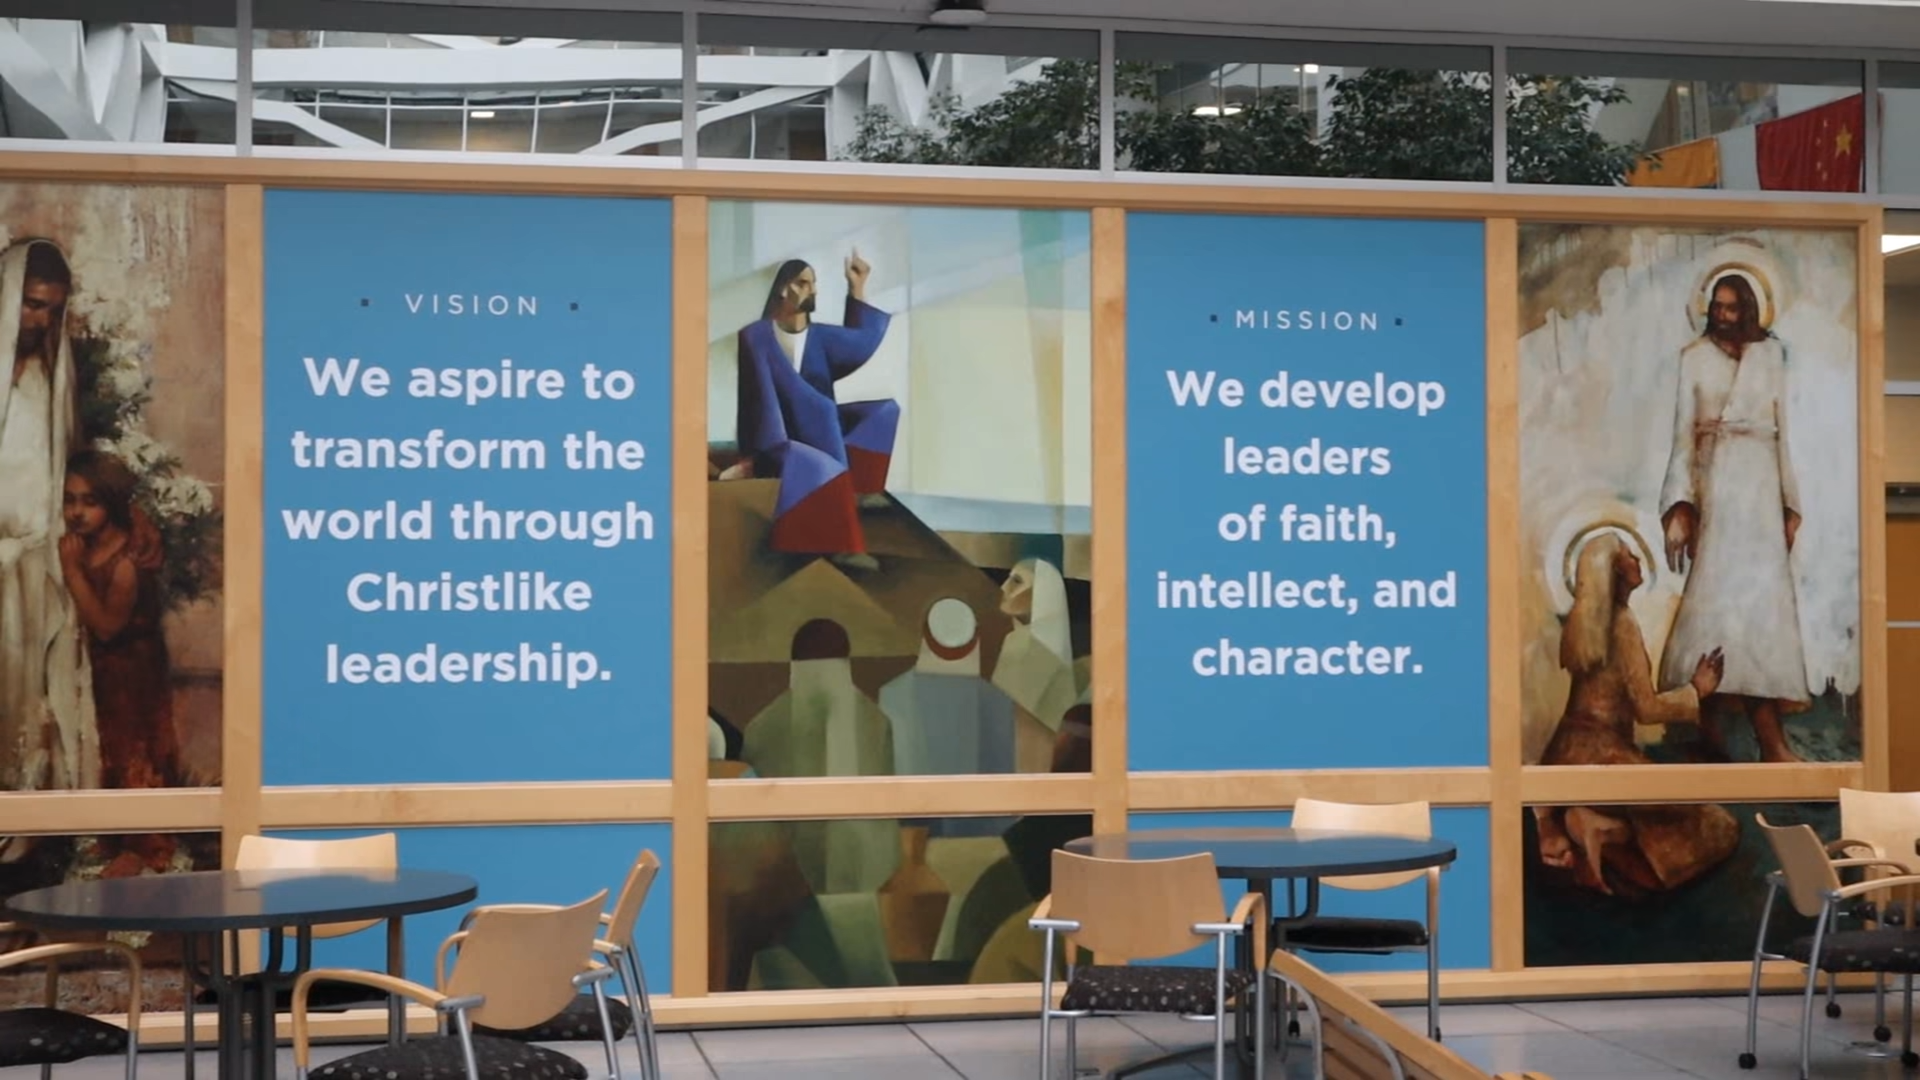 VISION
We aspire to
transform the
world through
Christlike
leadership.
MISSION
We develop
leaders
of faith,
intellect, and
character.